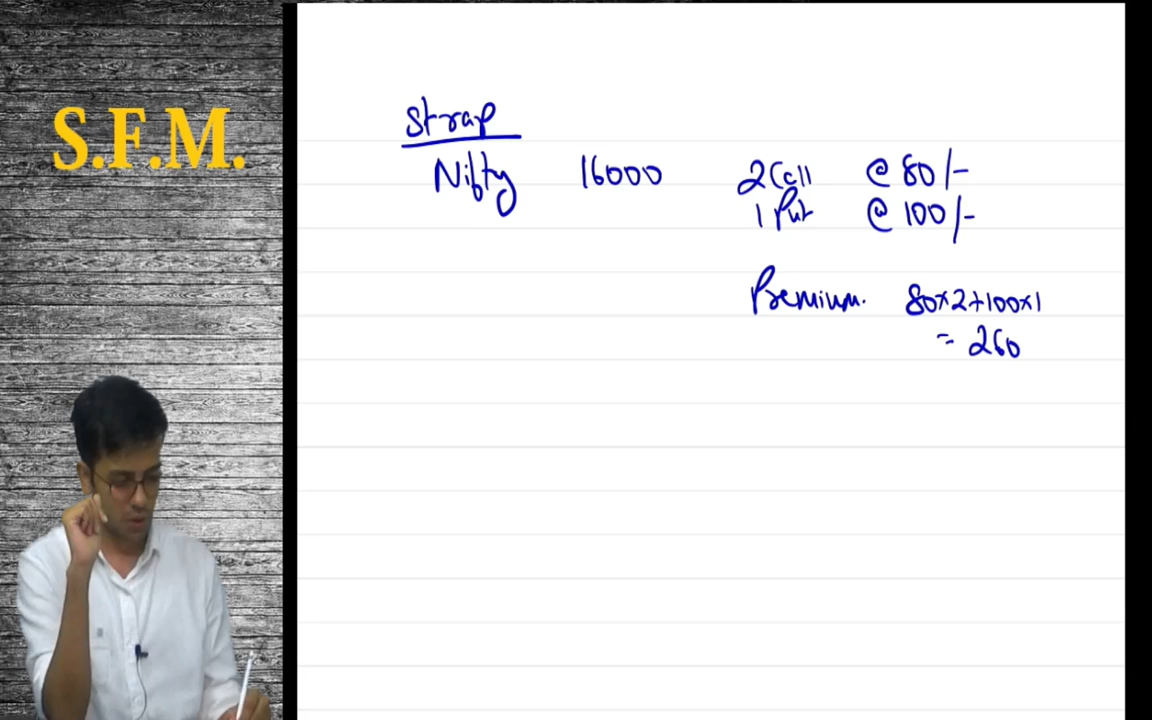 S.F.M.
Strap
Nifty 16000 2 Call @ 80/-
1 Put @ 100/-
Premium. 80×2+100×1
= 260